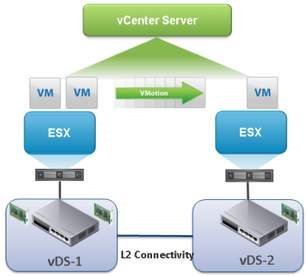 vCenter Server
VM VM VMotion VM
ESX ESX
vDS-1 L2 Connectivity vDS-2